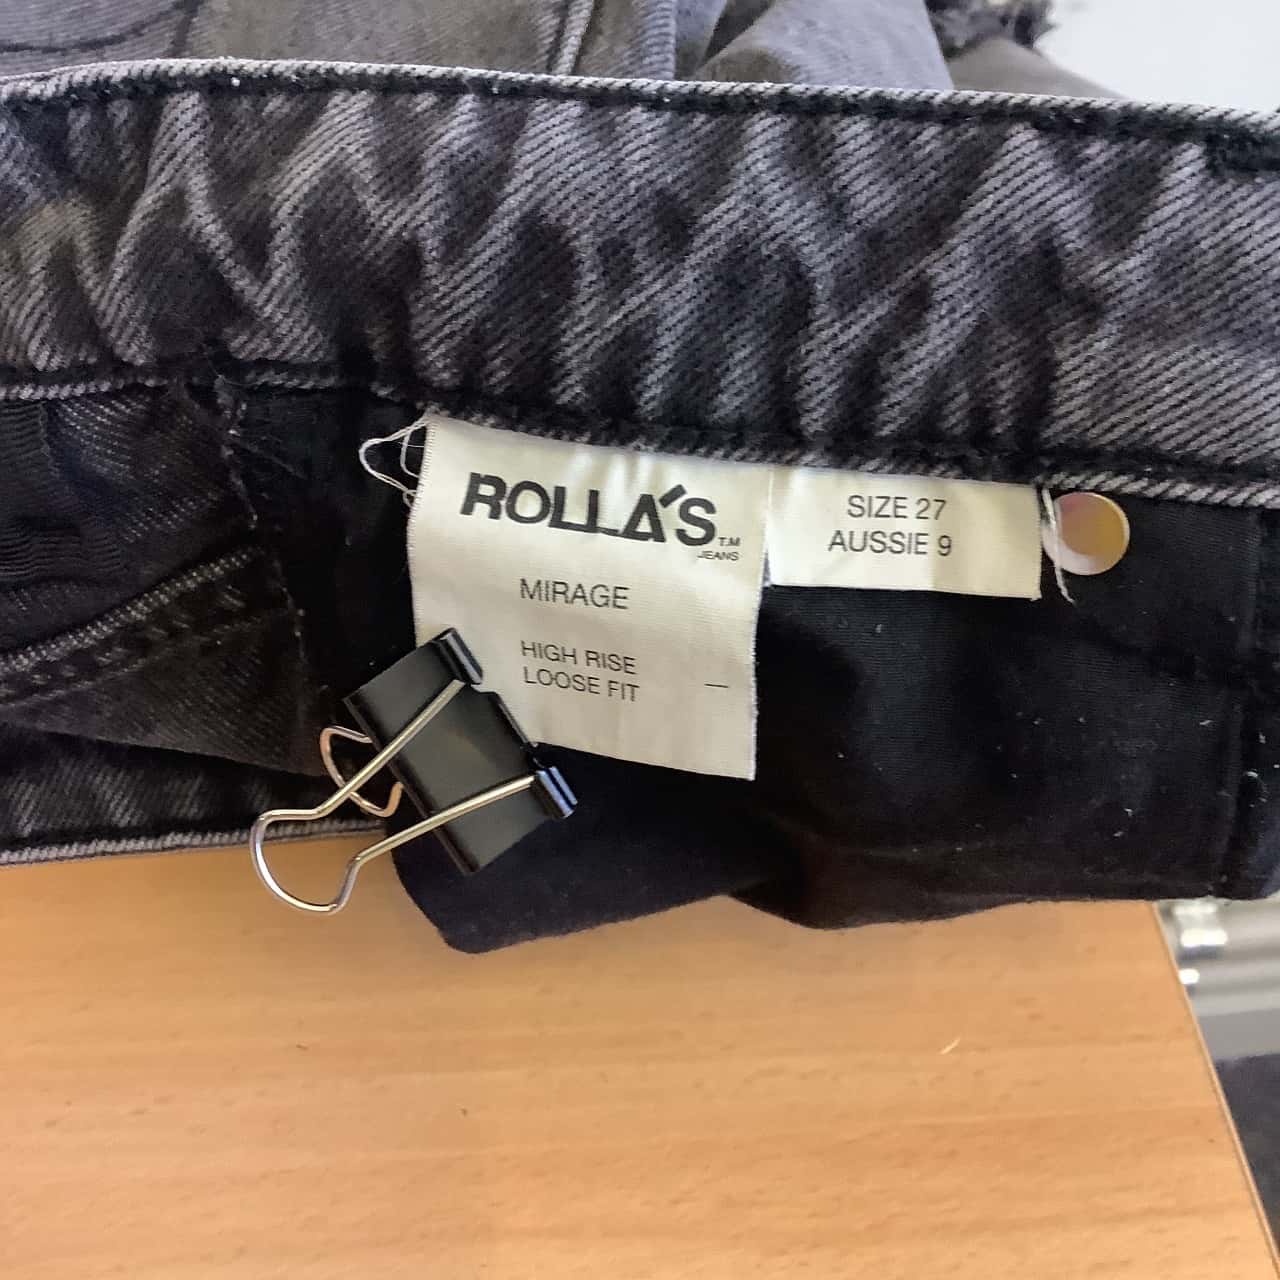 ROLLA'S T.M
JEANS
MIRAGE
HIGH RISE
LOOSE FIT
SIZE 27
AUSSIE 9